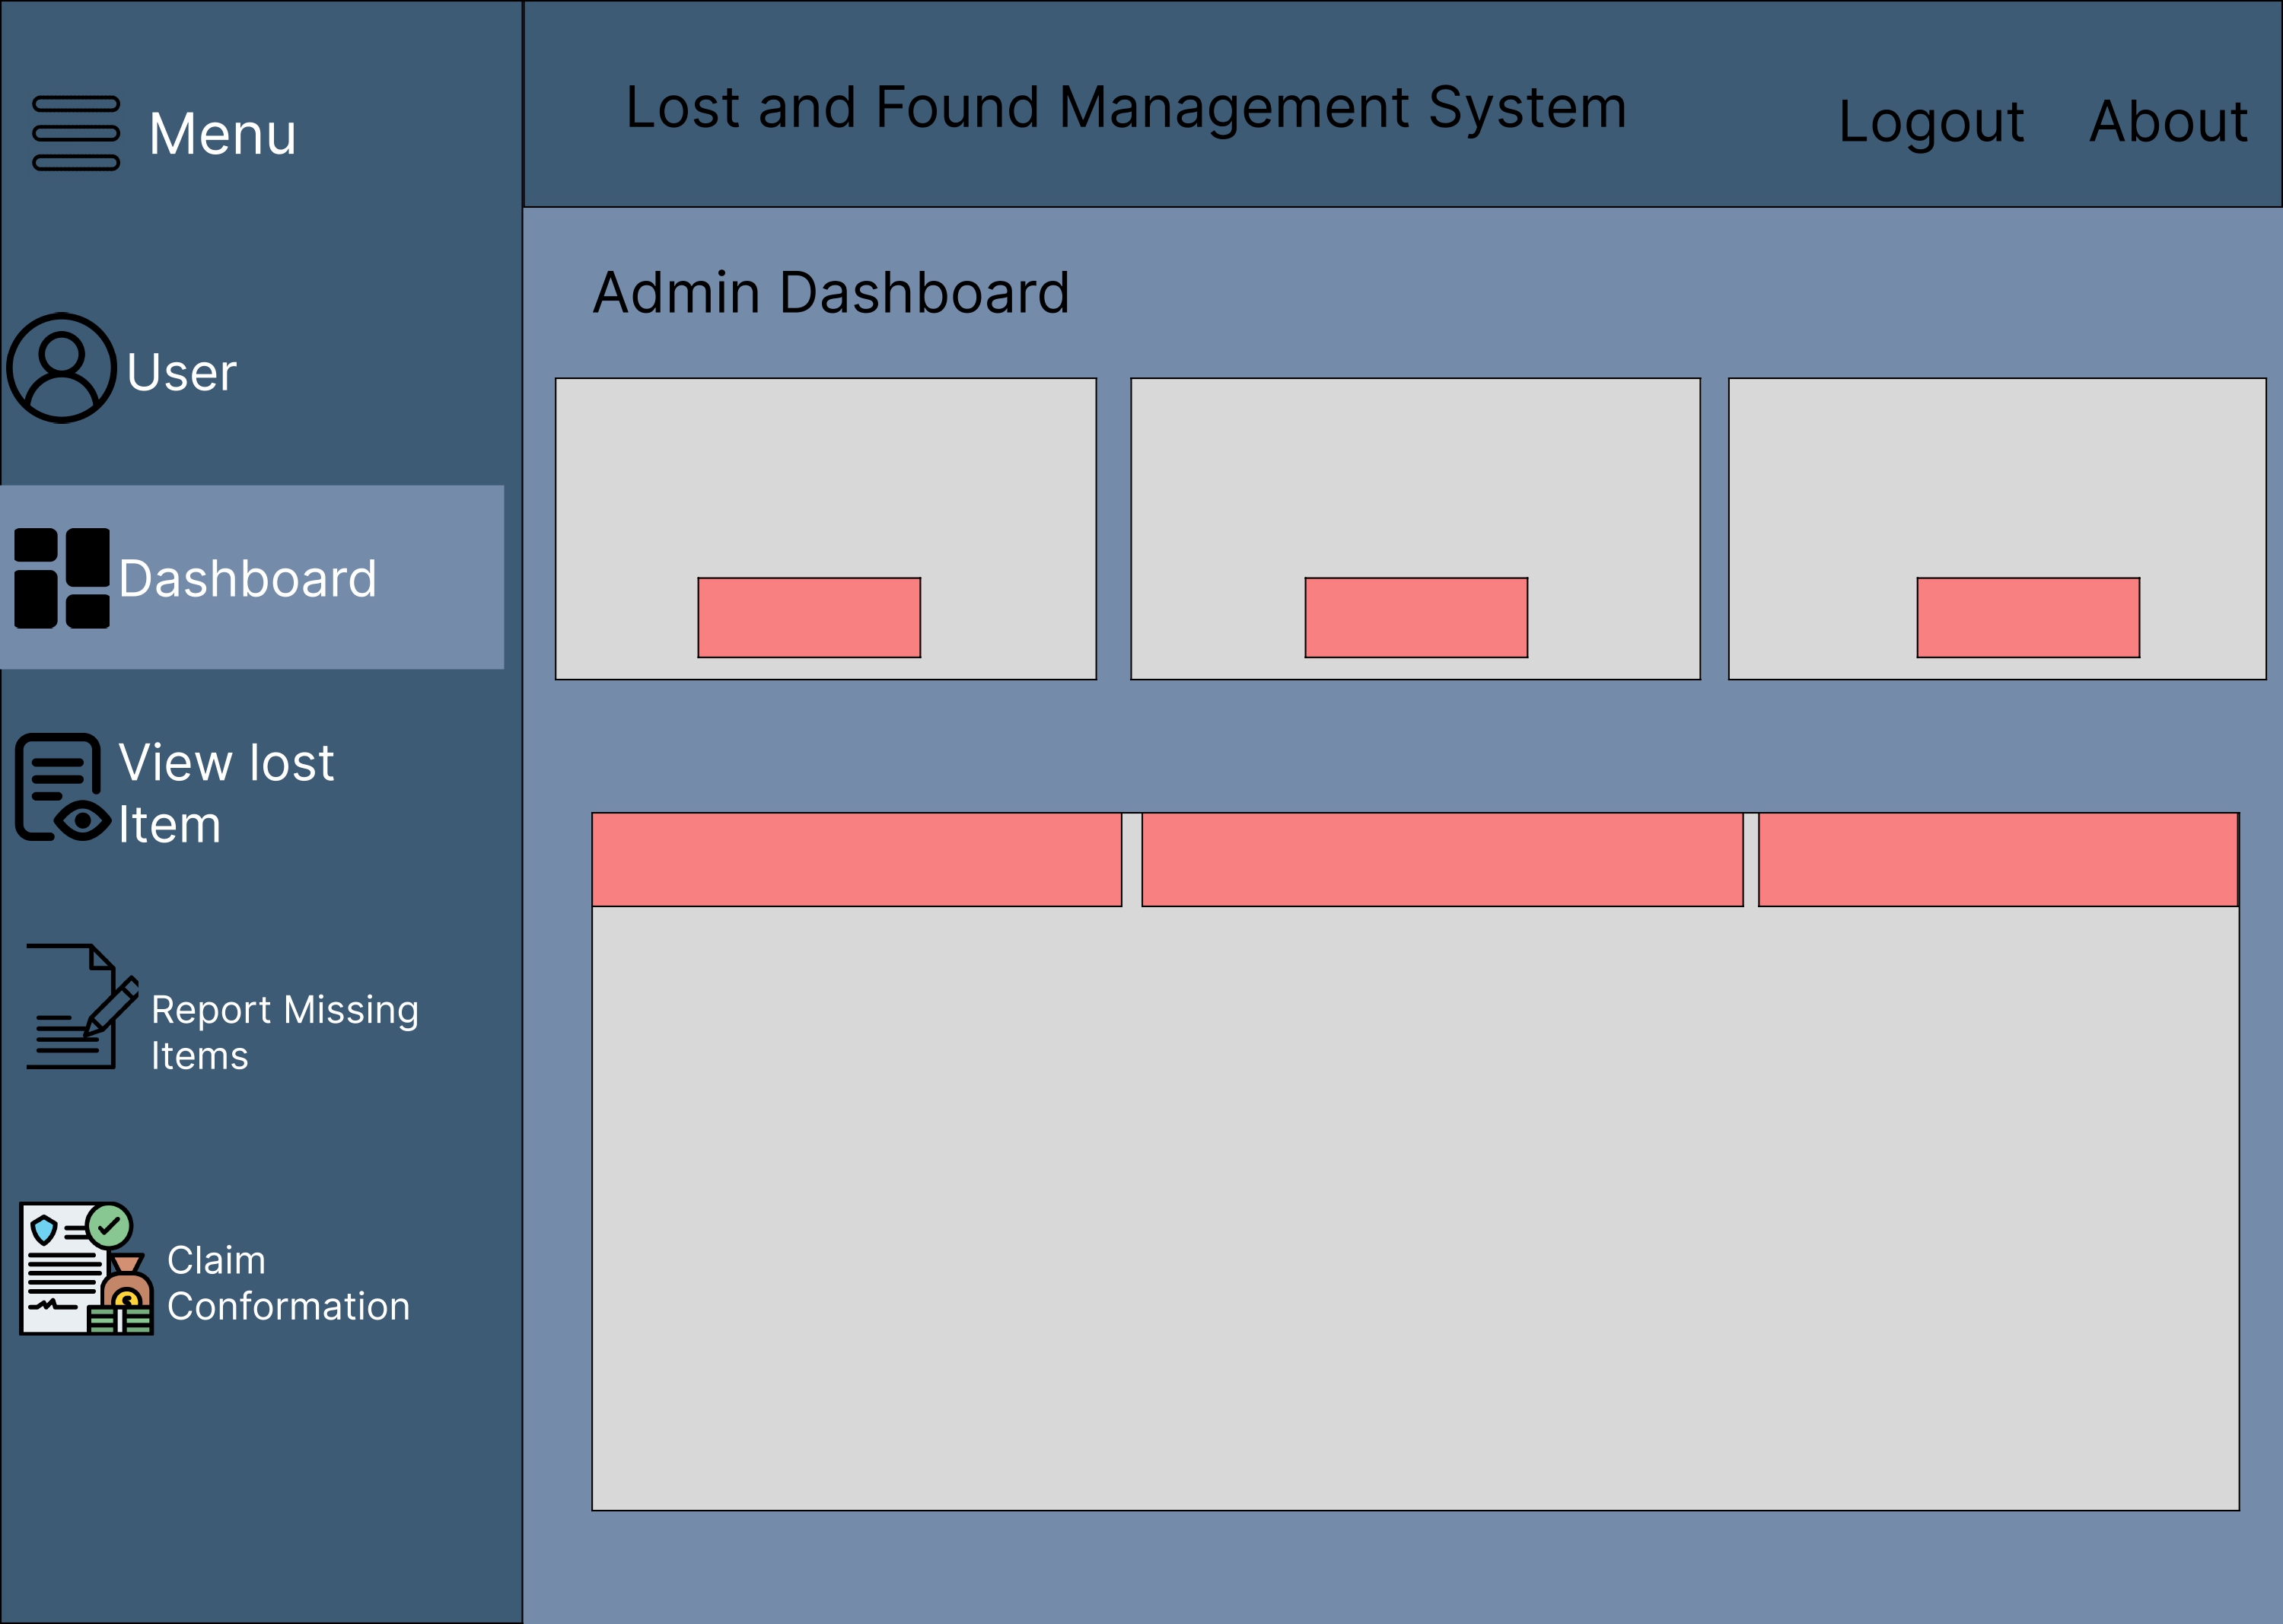 Menu
Lost and Found Management System
Logout
About
Admin Dashboard
User
Dashboard
View lost
Item
Report Missing
Items
Claim
Conformation